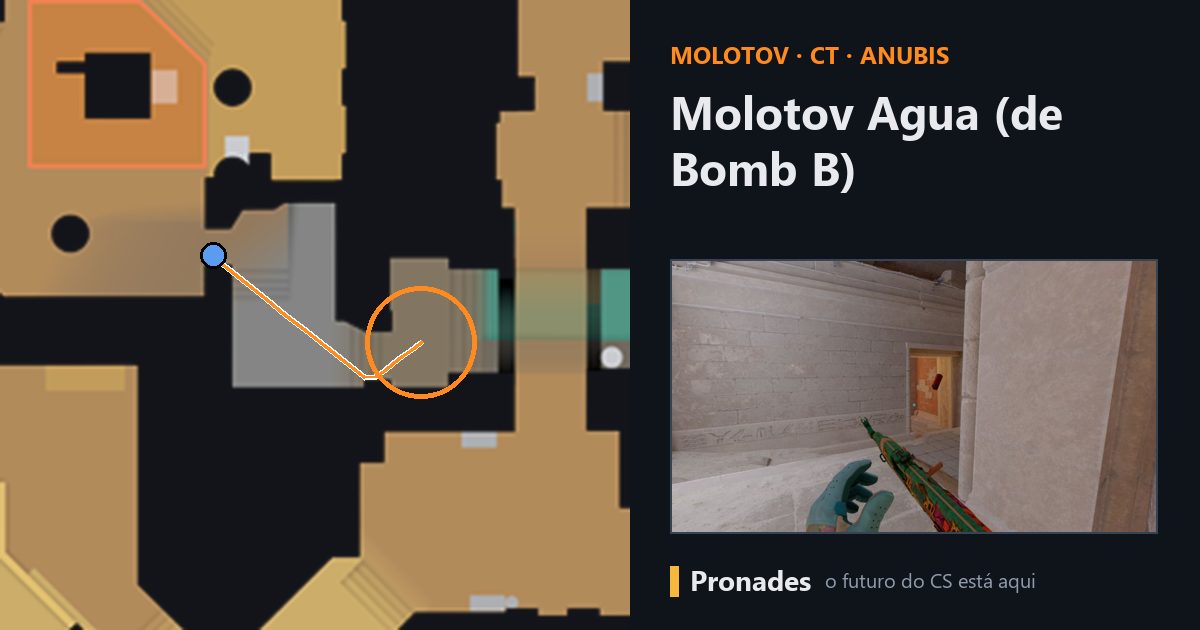 MOLOTOV · CT · ANUBIS
Molotov Agua (de
Bomb B)
Pronades o futuro do CS está aqui